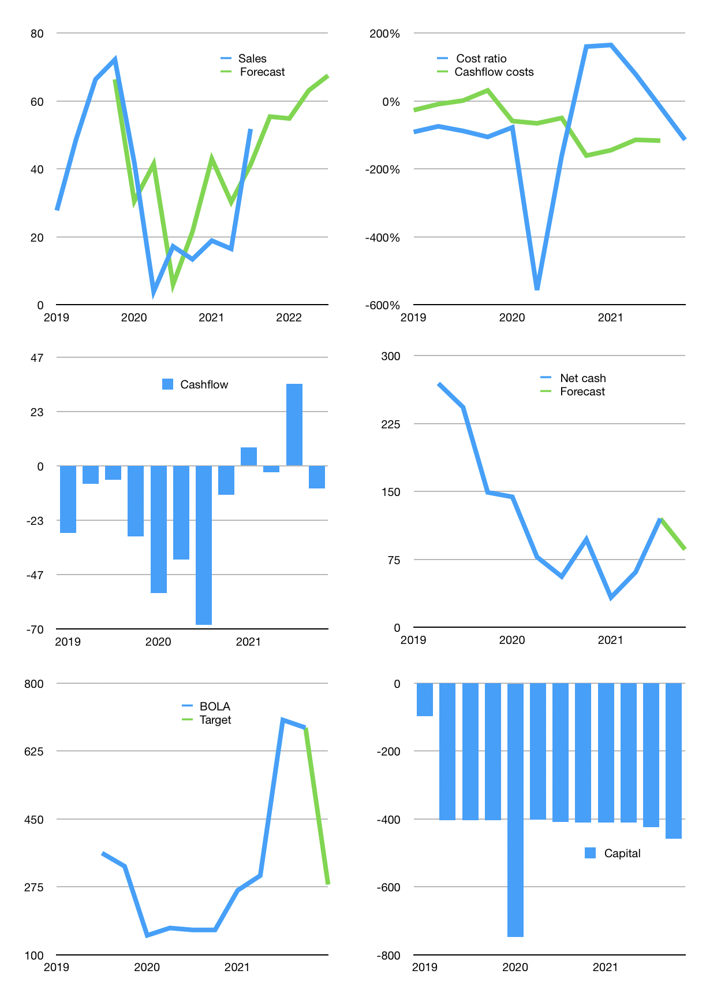 80
Sales
Forecast
60
40
20
0
2019 2020 2021 2022
200%
Cost ratio
Cashflow costs
0%
-200%
-400%
-600%
2019 2020 2021
47
Cashflow
23
0
-23
-47
-70
2019 2020 2021
300
Net cash
Forecast
225
150
75
0
2019 2020 2021
800
BOLA
Target
625
450
275
100
2019 2020 2021
0
-200
-400
Capital
-600
-800
2019 2020 2021